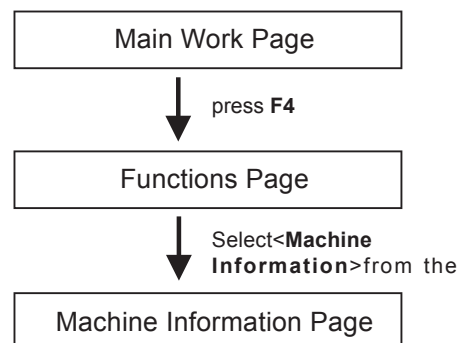 Main Work Page
press F4
Functions Page
Select<Machine
Information>from the
Machine Information Page